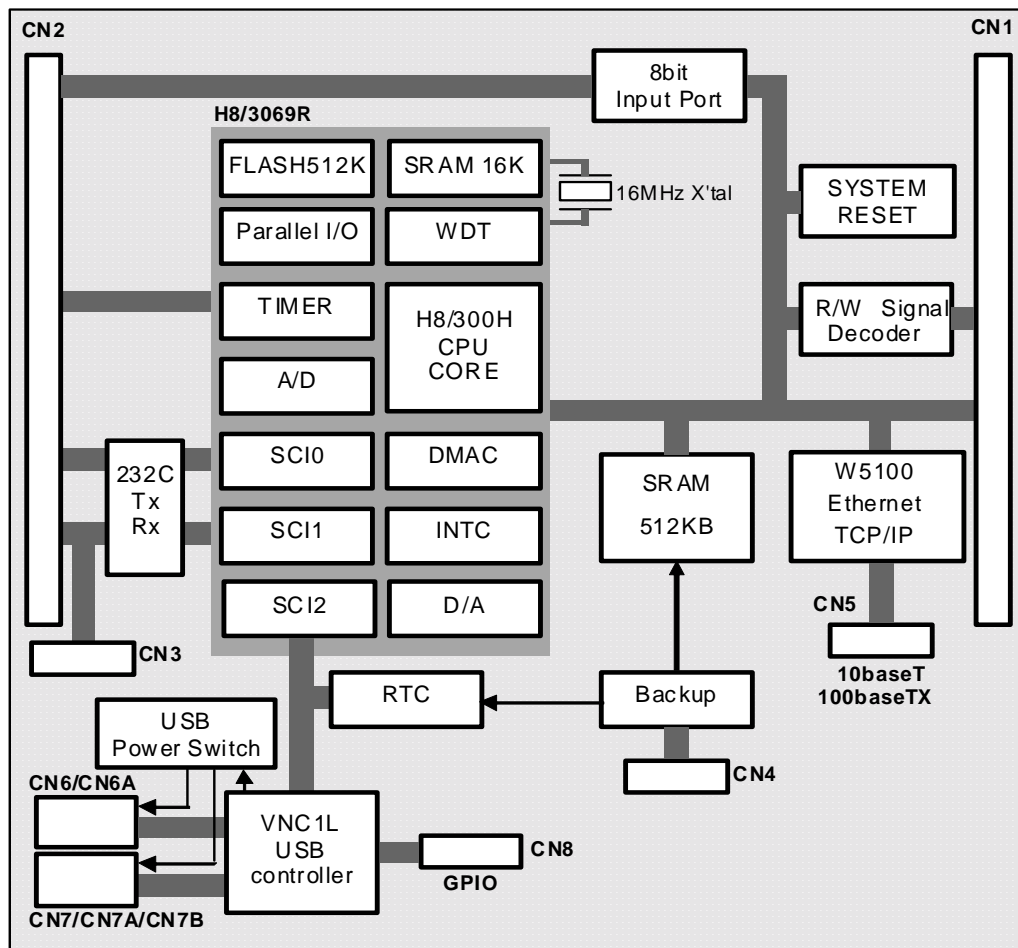 CN2
CN1
8bit
Input Port
H8/3069R
FLASH512K
SRAM 16K
16MHz X'tal
SYSTEM
RESET
Parallel I/O
WDT
TIMER
H8/300H
CPU
CORE
R/W Signal
Decoder
A/D
232C
Tx
Rx
SCI0
DMAC
SRAM
512KB
W5100
Ethernet
TCP/IP
SCI1
INTC
SCI2
D/A
CN5
CN3
10baseT
100baseTX
RTC
Backup
USB
Power Switch
CN4
CN6/CN6A
VNC1L
USB
controller
CN8
GPIO
CN7/CN7A/CN7B